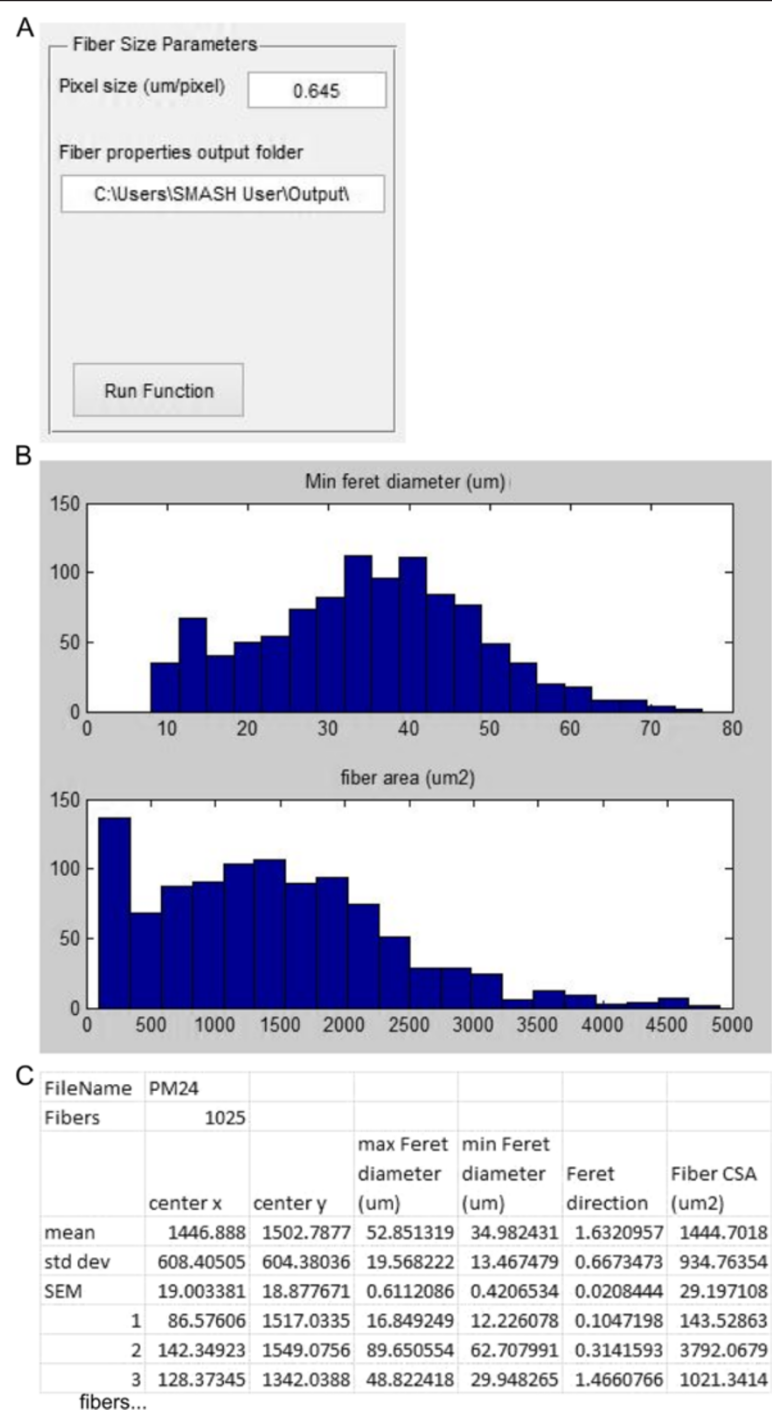 A
Fiber Size Parameters
Pixel size (um/pixel) 0.645
Fiber properties output folder
C:\Users\SMASH User\Output\
Run Function
B
Min feret diameter (um)
150
100
50
0
0 10 20 30 40 50 60 70 80
fiber area (um2)
150
100
50
0
0 500 1000 1500 2000 2500 3000 3500 4000 4500 5000
C
FileName PM24
Fibers 1025
max Feret min Feret
diameter diameter Feret Fiber CSA
center x center y (um) (um) direction (um2)
mean 1446.888 1502.7877 52.851319 34.982431 1.6320957 1444.7018
std dev 608.40505 604.38036 19.568222 13.467479 0.6673473 934.76354
SEM 19.003381 18.877671 0.6112086 0.4206534 0.0208444 29.197108
1 86.57606 1517.0335 16.849249 12.226078 0.1047198 143.52863
2 142.34923 1549.0756 89.650554 62.707991 0.3141593 3792.0679
3 128.37345 1342.0388 48.822418 29.948265 1.4660766 1021.3414
fibers...